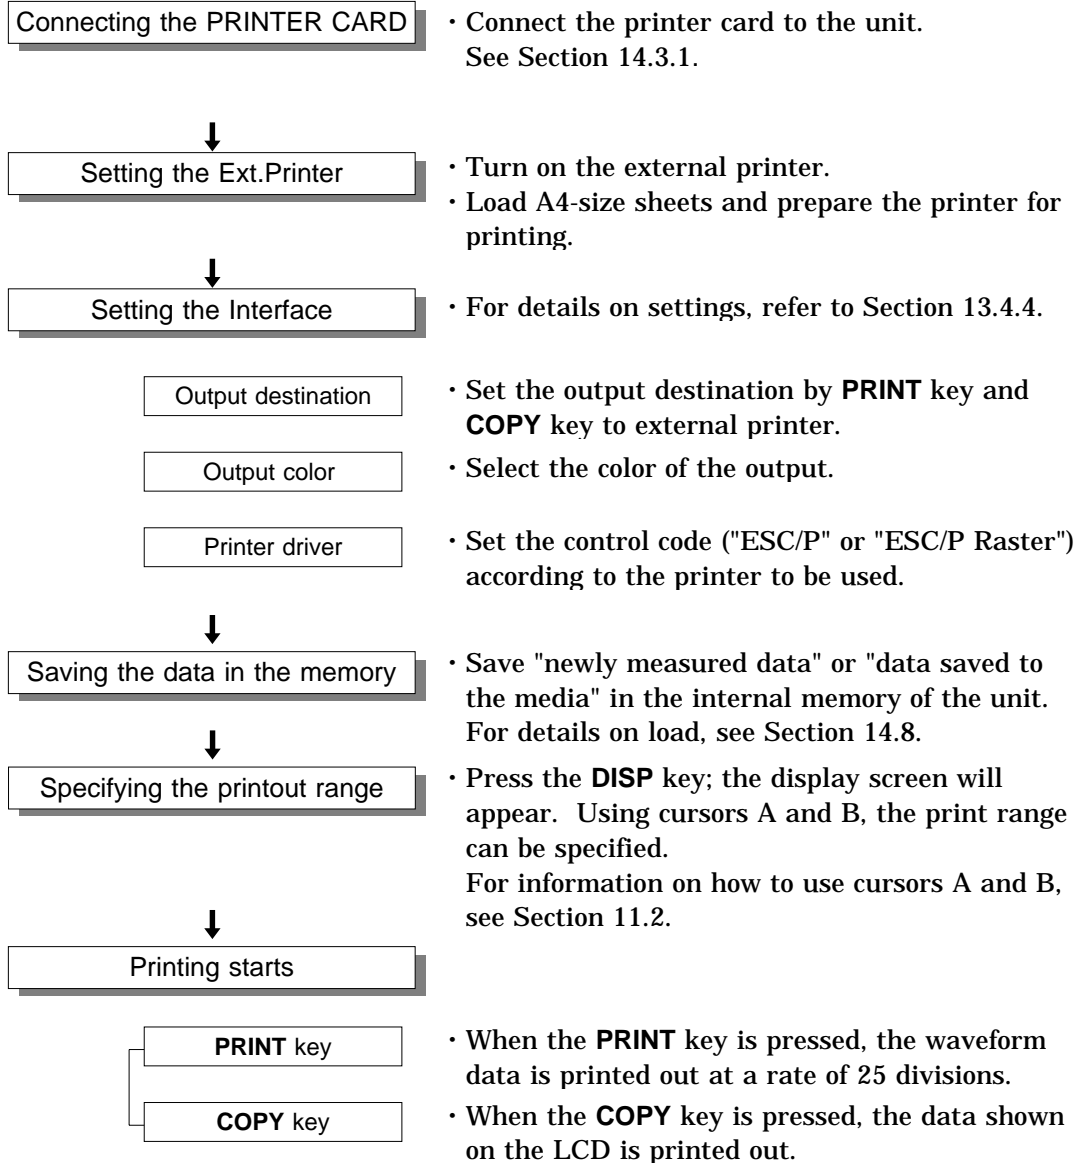 Connecting the PRINTER CARD
・Connect the printer card to the unit.
See Section 14.3.1.
Setting the Ext.Printer
・Turn on the external printer.
・Load A4-size sheets and prepare the printer for
printing.
Setting the Interface
・For details on settings, refer to Section 13.4.4.
Output destination
・Set the output destination by PRINT key and
COPY key to external printer.
Output color
・Select the color of the output.
Printer driver
・Set the control code ("ESC/P" or "ESC/P Raster")
according to the printer to be used.
Saving the data in the memory
・Save "newly measured data" or "data saved to
the media" in the internal memory of the unit.
For details on load, see Section 14.8.
Specifying the printout range
・Press the DISP key; the display screen will
appear. Using cursors A and B, the print range
can be specified.
For information on how to use cursors A and B,
see Section 11.2.
Printing starts
PRINT key
・When the PRINT key is pressed, the waveform
data is printed out at a rate of 25 divisions.
COPY key
・When the COPY key is pressed, the data shown
on the LCD is printed out.